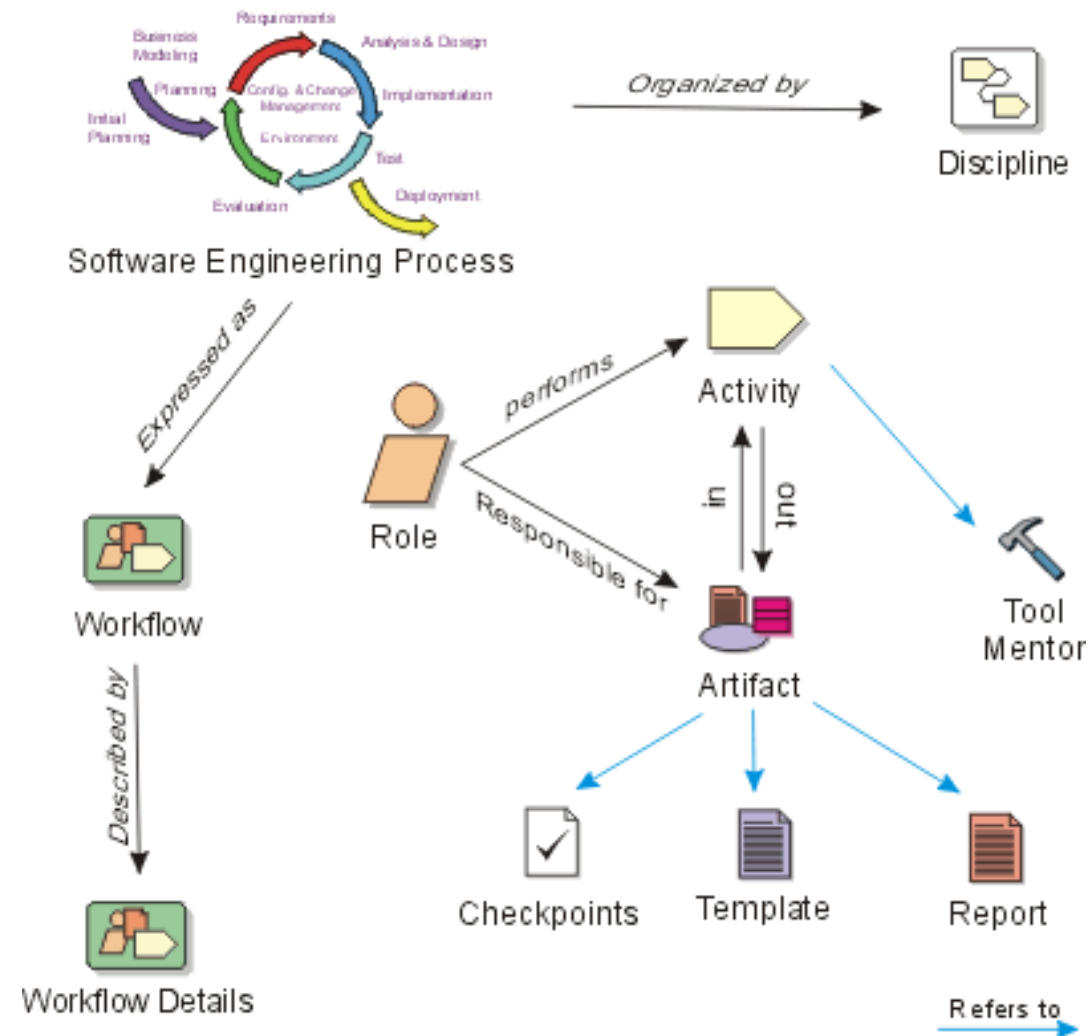 Requirements
Business
Modeling
Analysis & Design
Planning
Config. & Change
Management
Implementation
Initial
Planning
Environment
Test
Evaluation
Deployment
Software Engineering Process
Organized by
Discipline
Expressed as
performs
Activity
Role
Responsible for
in
out
Workflow
Tool
Mentor
Artifact
Described by
Checkpoints
Template
Report
Workflow Details
Refers to